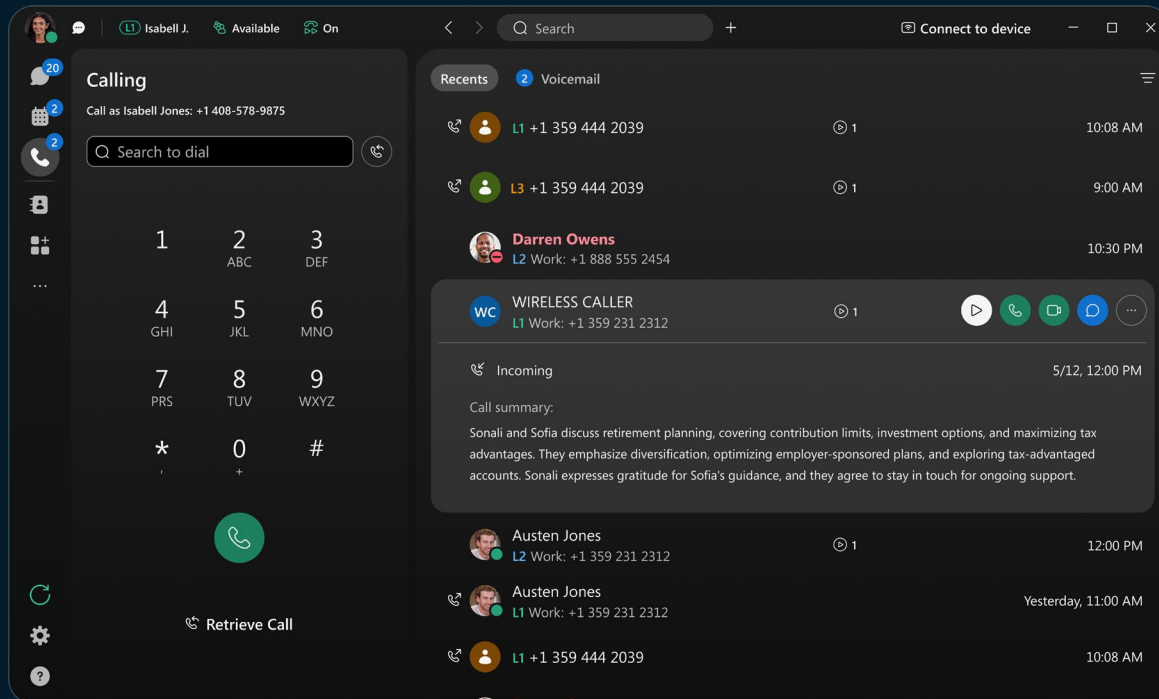 L1 Isabell J. Available On
Search
Connect to device
20
2
2
Calling
Call as Isabell Jones: +1 408-578-9875
Search to dial
1 2 3
ABC DEF
4 5 6
GHI JKL MNO
7 8 9
PRS TUV WXYZ
* 0 #
, +
Retrieve Call
?
Recents 2 Voicemail
L1 +1 359 444 2039 1 10:08 AM
L3 +1 359 444 2039 1 9:00 AM
Darren Owens
L2 Work: +1 888 555 2454 10:30 PM
WC WIRELESS CALLER
L1 Work: +1 359 231 2312 1
Incoming 5/12, 12:00 PM
Call summary:
Sonali and Sofia discuss retirement planning, covering contribution limits, investment options, and maximizing tax
advantages. They emphasize diversification, optimizing employer-sponsored plans, and exploring tax-advantaged
accounts. Sonali expresses gratitude for Sofia's guidance, and they agree to stay in touch for ongoing support.
Austen Jones
L2 Work: +1 359 231 2312 1 12:00 PM
Austen Jones
L1 Work: +1 359 231 2312 Yesterday, 11:00 AM
L1 +1 359 444 2039 10:08 AM